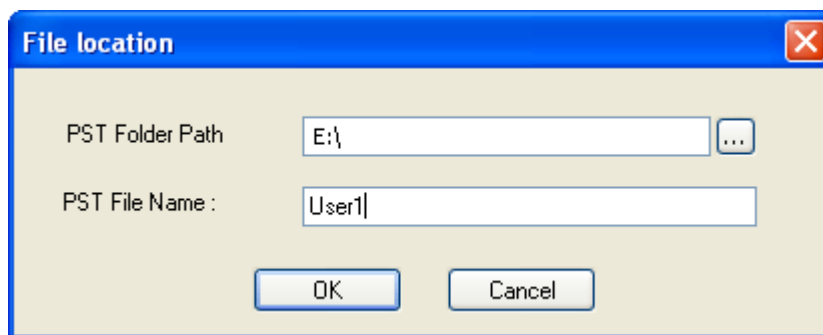 File location
PST Folder Path E:\ ...
PST File Name : User1
OK Cancel